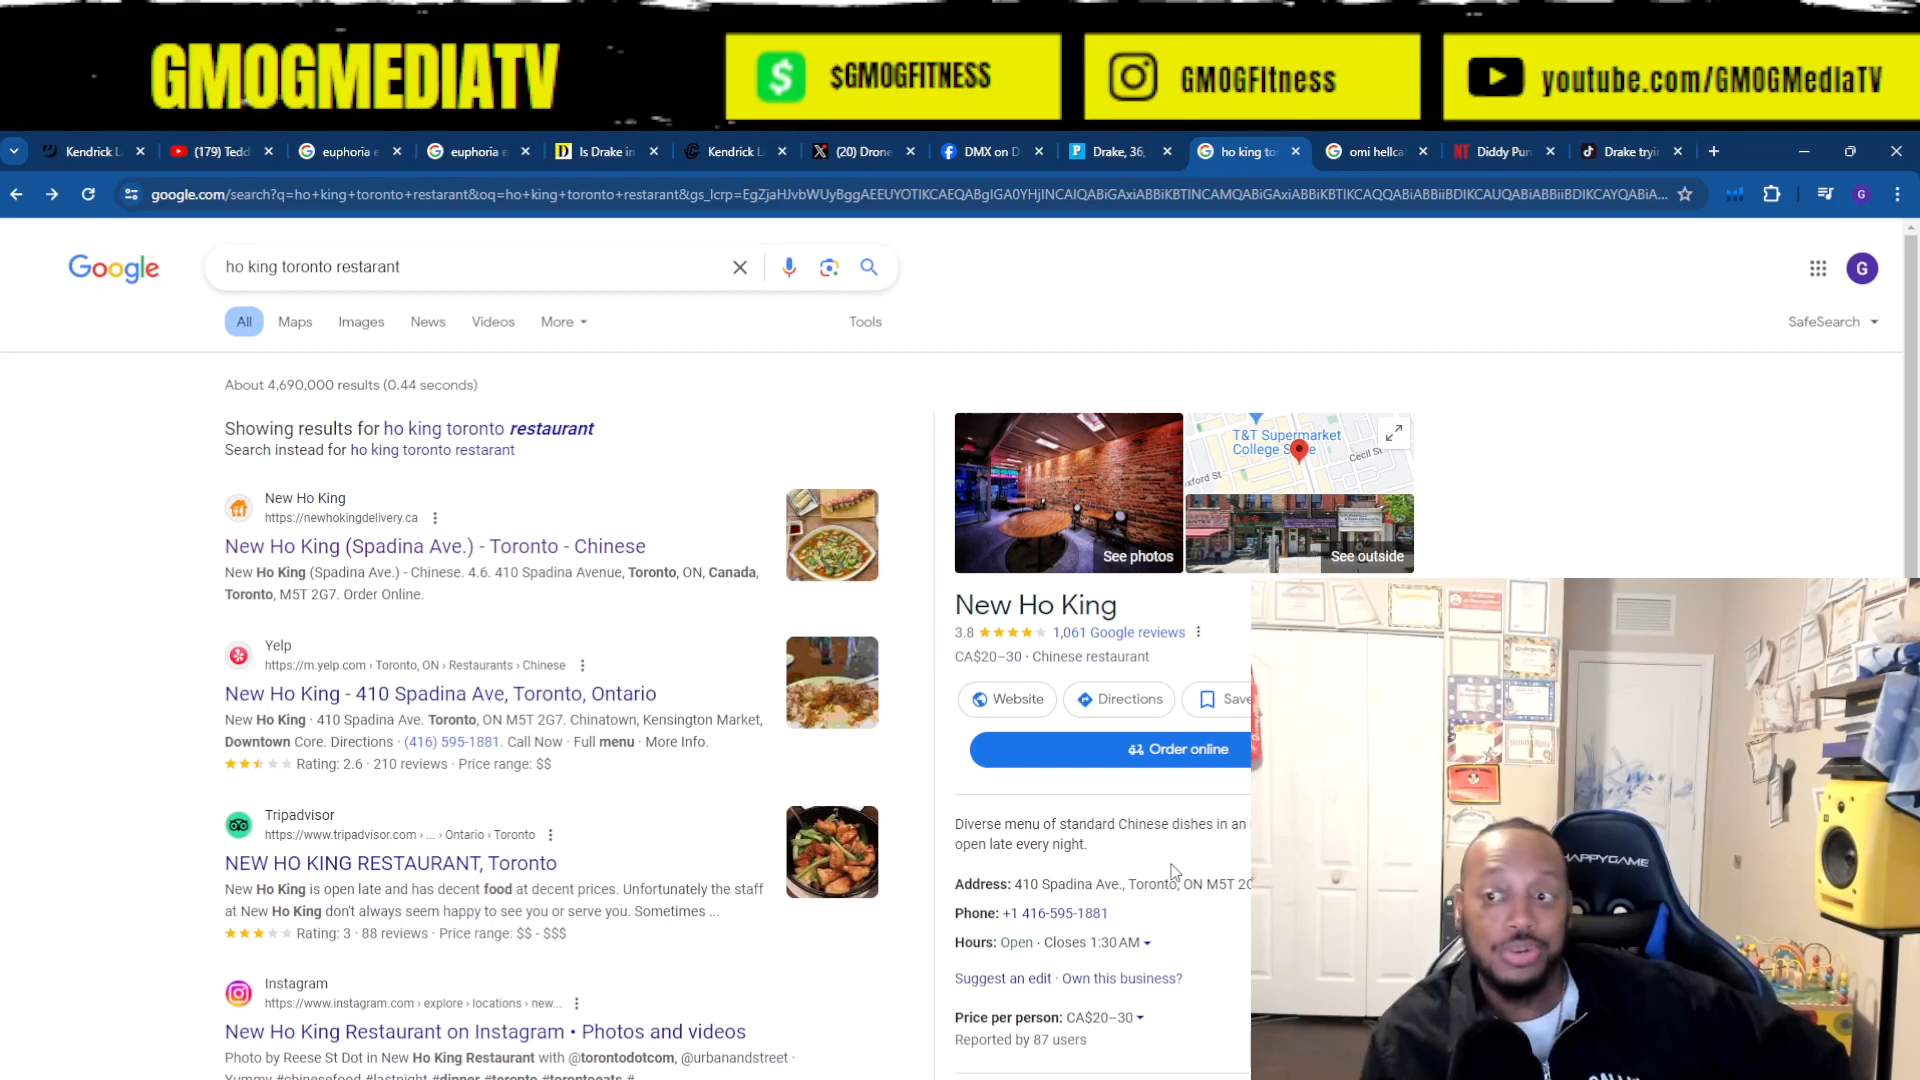 GMOGMEDIATV
$GMOGFITNESS
GMOGFitness
youtube.com/GMOGMediaTV
Kendrick L
(179) Tedd
euphoria e
euphoria e
Is Drake in
Kendrick L
(20) Drone
DMX on D
Drake, 36,
ho king to
omi hellca
Diddy Pun
Drake tryi
google.com/search?q=ho+king+toronto+restarant&oq=ho+king+toronto+restarant&gs_lcrp=
G
Google
ho king toronto restarant
G
All
Maps
Images
News
Videos
More
Tools
SafeSearch
About 4,690,000 results (0.44 seconds)
Showing results for ho king toronto restaurant
Search instead for ho king toronto restarant
New Ho King
https://newhokingdelivery.ca
New Ho King (Spadina Ave.) - Toronto - Chinese
New Ho King (Spadina Ave.) - Chinese. 4.6. 410 Spadina Avenue, Toronto, ON, Canada,
Toronto, M5T 2G7. Order Online.
Yelp
https://m.yelp.com › Toronto, ON › Restaurants › Chinese
New Ho King - 410 Spadina Ave, Toronto, Ontario
New Ho King · 410 Spadina Ave. Toronto, ON M5T 2G7. Chinatown, Kensington Market,
Downtown Core. Directions · (416) 595-1881. Call Now · Full menu · More Info.
Rating: 2.6 · 210 reviews · Price range: $$
Tripadvisor
https://www.tripadvisor.com › ... › Ontario › Toronto
NEW HO KING RESTAURANT, Toronto
New Ho King is open late and has decent food at decent prices. Unfortunately the staff
at New Ho King don't always seem happy to see you or serve you. Sometimes ...
Rating: 3 · 88 reviews · Price range: $$ - $$$
Instagram
https://www.instagram.com › explore › locations › new...
New Ho King Restaurant on Instagram • Photos and videos
Photo by Reese St Dot in New Ho King Restaurant with @torontodotcom, @urbanandstreet ·
Yummy #chinesefood #lastnight #dinner #toronto #torontoeats #
See photos
T&T Supermarket
College S e
xford St
Cecil St
See outside
New Ho King
3.8
1,061 Google reviews
CA$20–30 · Chinese restaurant
Website
Directions
Save
Order online
Diverse menu of standard Chinese dishes in an
open late every night.
Address: 410 Spadina Ave., Toronto, ON M5T 2G
Phone: +1 416-595-1881
Hours: Open · Closes 1:30 AM
Suggest an edit · Own this business?
Price per person: CA$20–30
Reported by 87 users
HAPPYGAME